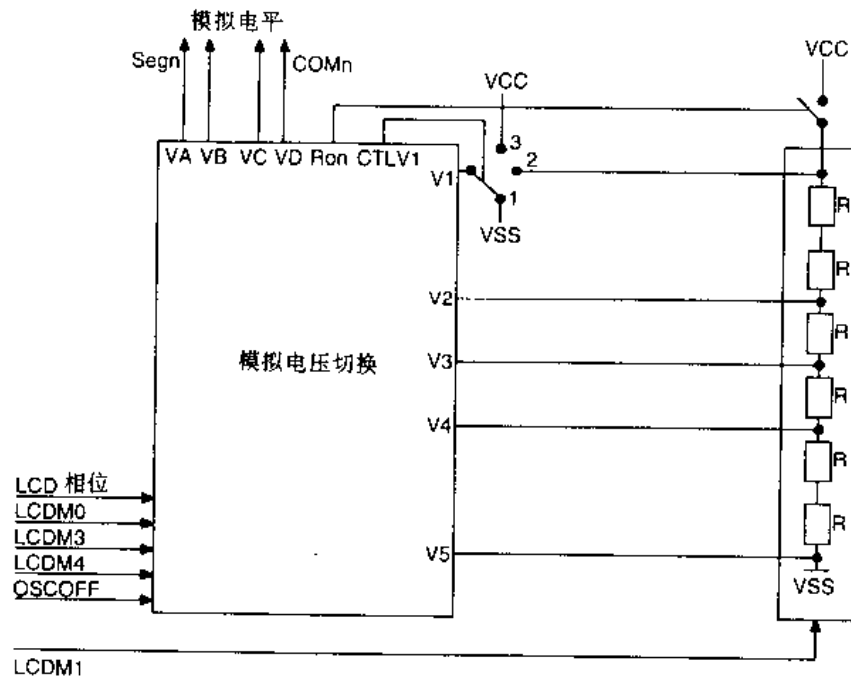 模拟电平
Segn
COMn
VCC
VCC
VA VB VC VD Ron CTLV1
3
V1
2
1
VSS
R
R
V2
R
模拟电压切换
V3
R
V4
R
LCD 相位
LCDM0
R
LCDM3
V5
LCDM4
VSS
OSCOFF
LCDM1